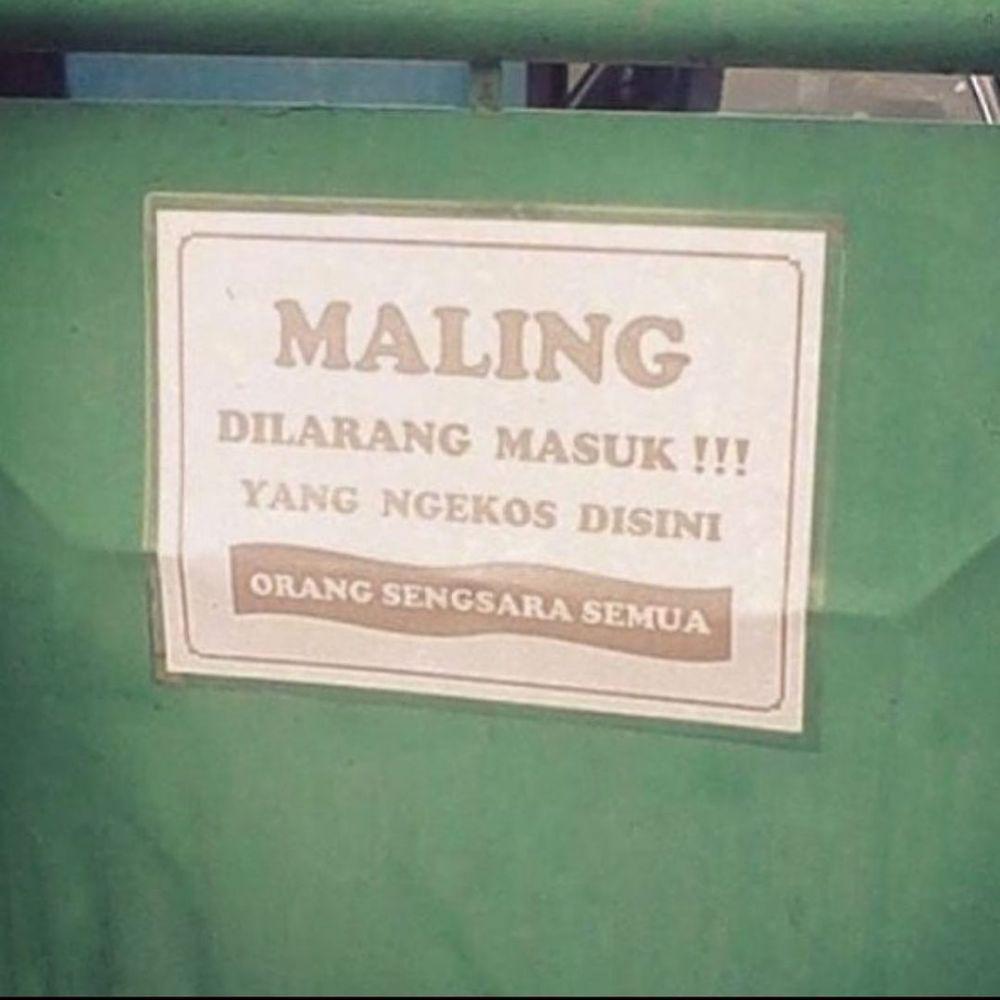 MALING
DILARANG MASUK !!!
YANG NGEKOS DISINI
ORANG SENGSARA SEMUA